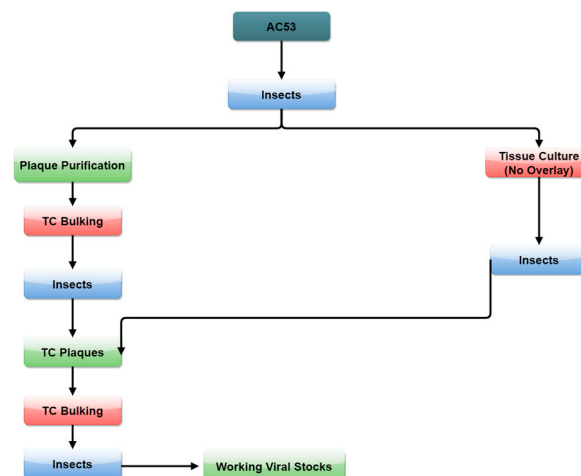 AC53
Insects
Plaque Purification
Tissue Culture
(No Overlay)
TC Bulking
Insects
Insects
TC Plaques
TC Bulking
Insects
Working Viral Stocks